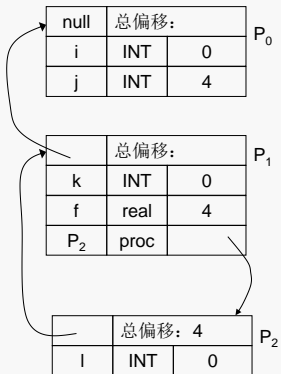 null 总偏移：
P0
i INT 0
j INT 4
总偏移：
P1
k INT 0
f real 4
P2 proc
总偏移：4
P2
l INT 0